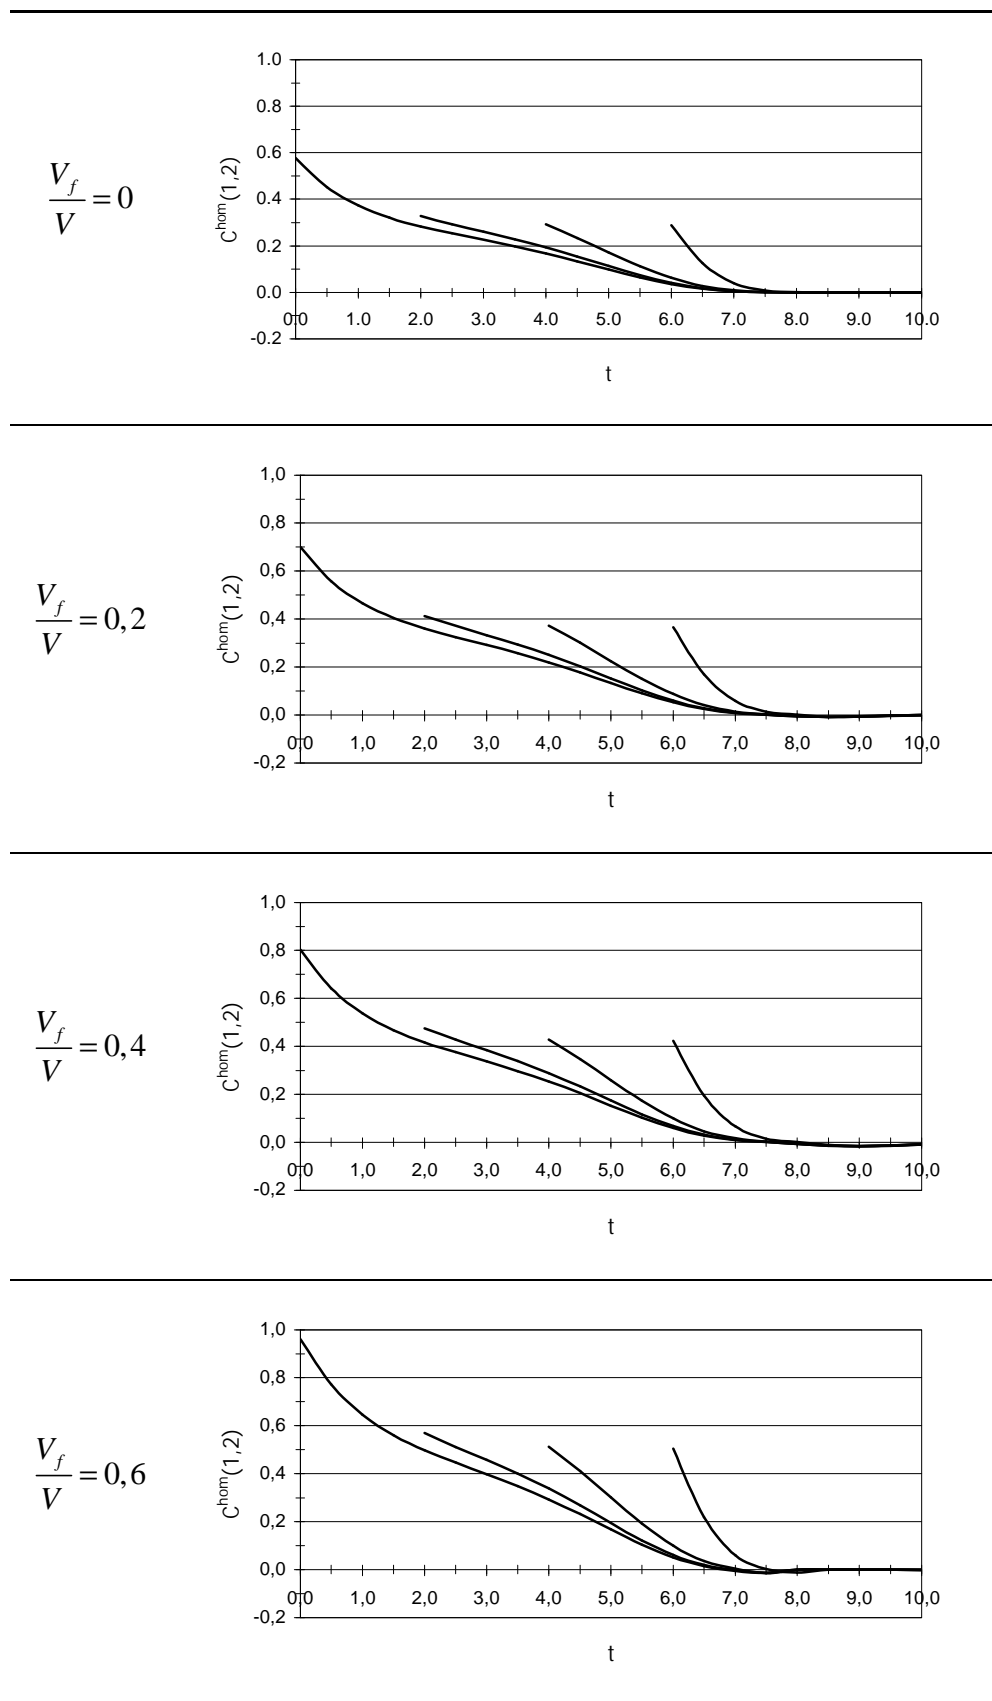 V_f/V = 0
C^hom(1,2)
1.0
0.8
0.6
0.4
0.2
0.0
-0.2
0.0 1.0 2.0 3.0 4.0 5.0 6.0 7.0 8.0 9.0 10.0
t
V_f/V = 0,2
C^hom(1,2)
1,0
0,8
0,6
0,4
0,2
0,0
-0,2
0,0 1,0 2,0 3,0 4,0 5,0 6,0 7,0 8,0 9,0 10,0
t
V_f/V = 0,4
C^hom(1,2)
1,0
0,8
0,6
0,4
0,2
0,0
-0,2
0,0 1,0 2,0 3,0 4,0 5,0 6,0 7,0 8,0 9,0 10,0
t
V_f/V = 0,6
C^hom(1,2)
1,0
0,8
0,6
0,4
0,2
0,0
-0,2
0,0 1,0 2,0 3,0 4,0 5,0 6,0 7,0 8,0 9,0 10,0
t